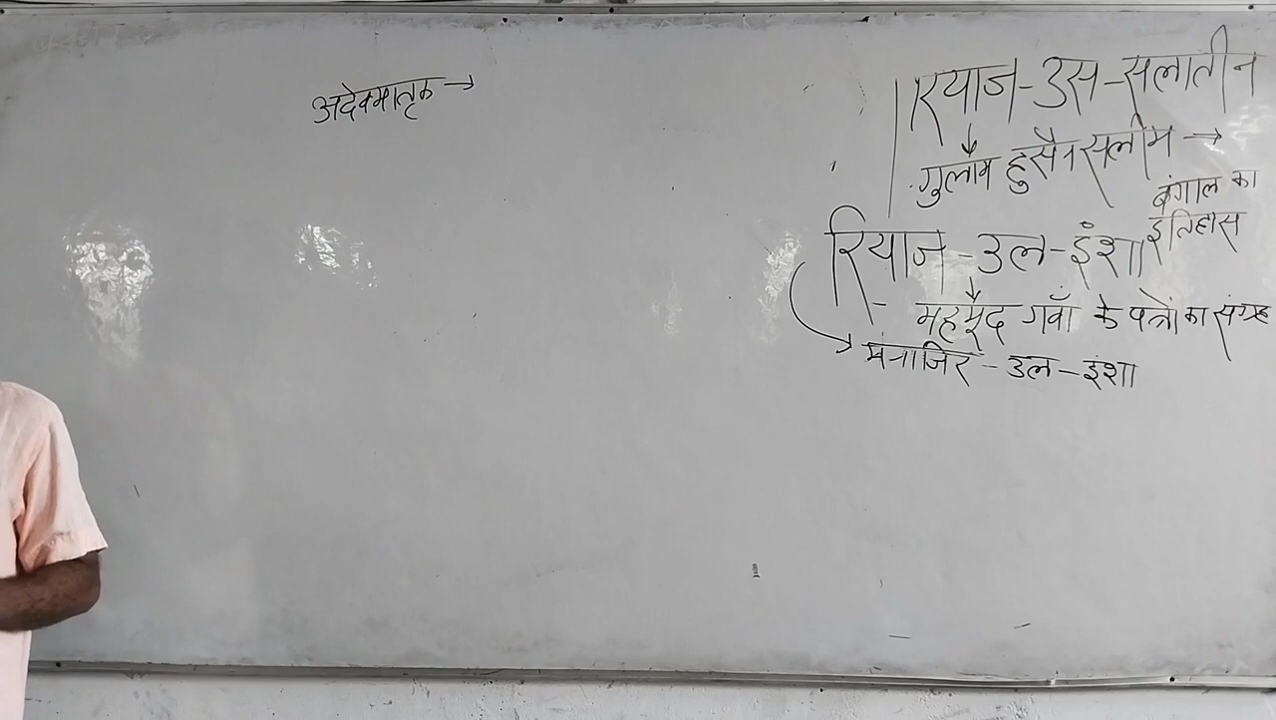 अदेवमातृक →
रियाज-उस-सलातीन
गुलाम हुसैन सलीम →
बंगाल का
इतिहास
रियाज-उल-इंशा
- महमूद गवाँ के पत्रों का संग्रह
→ मनाजिर-उल-इंशा